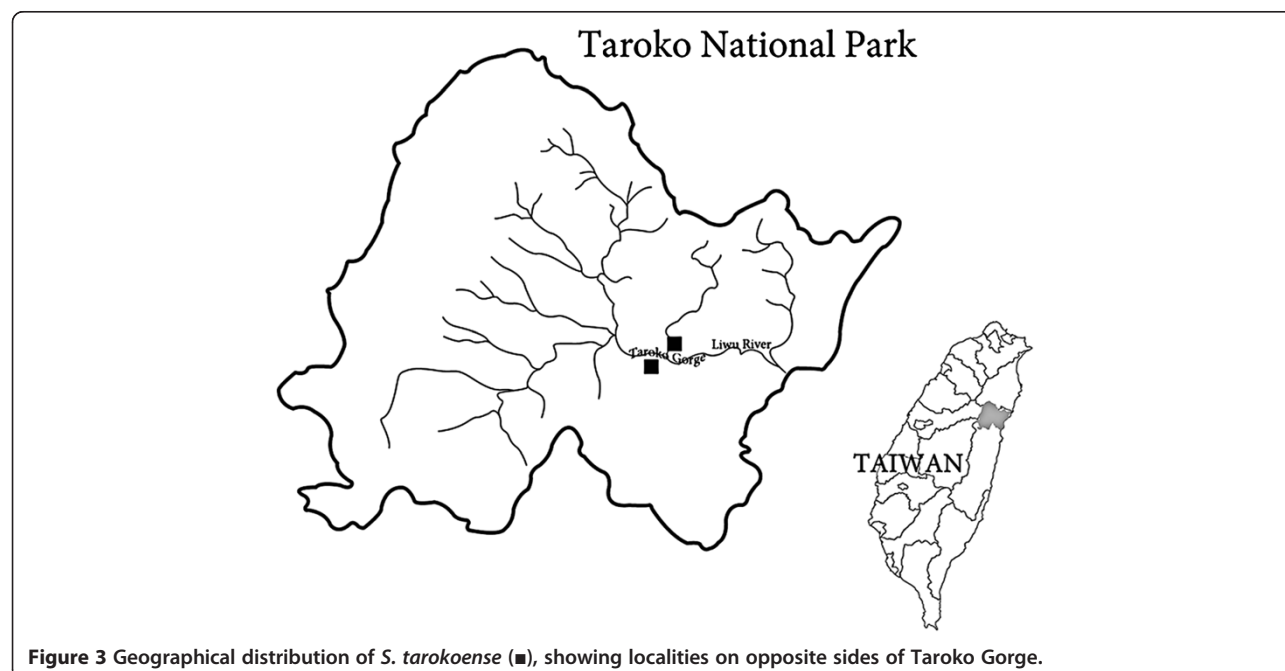 Taroko National Park
Liwu River
Taroko Gorge
TAIWAN
Figure 3 Geographical distribution of S. tarokoense (■), showing localities on opposite sides of Taroko Gorge.